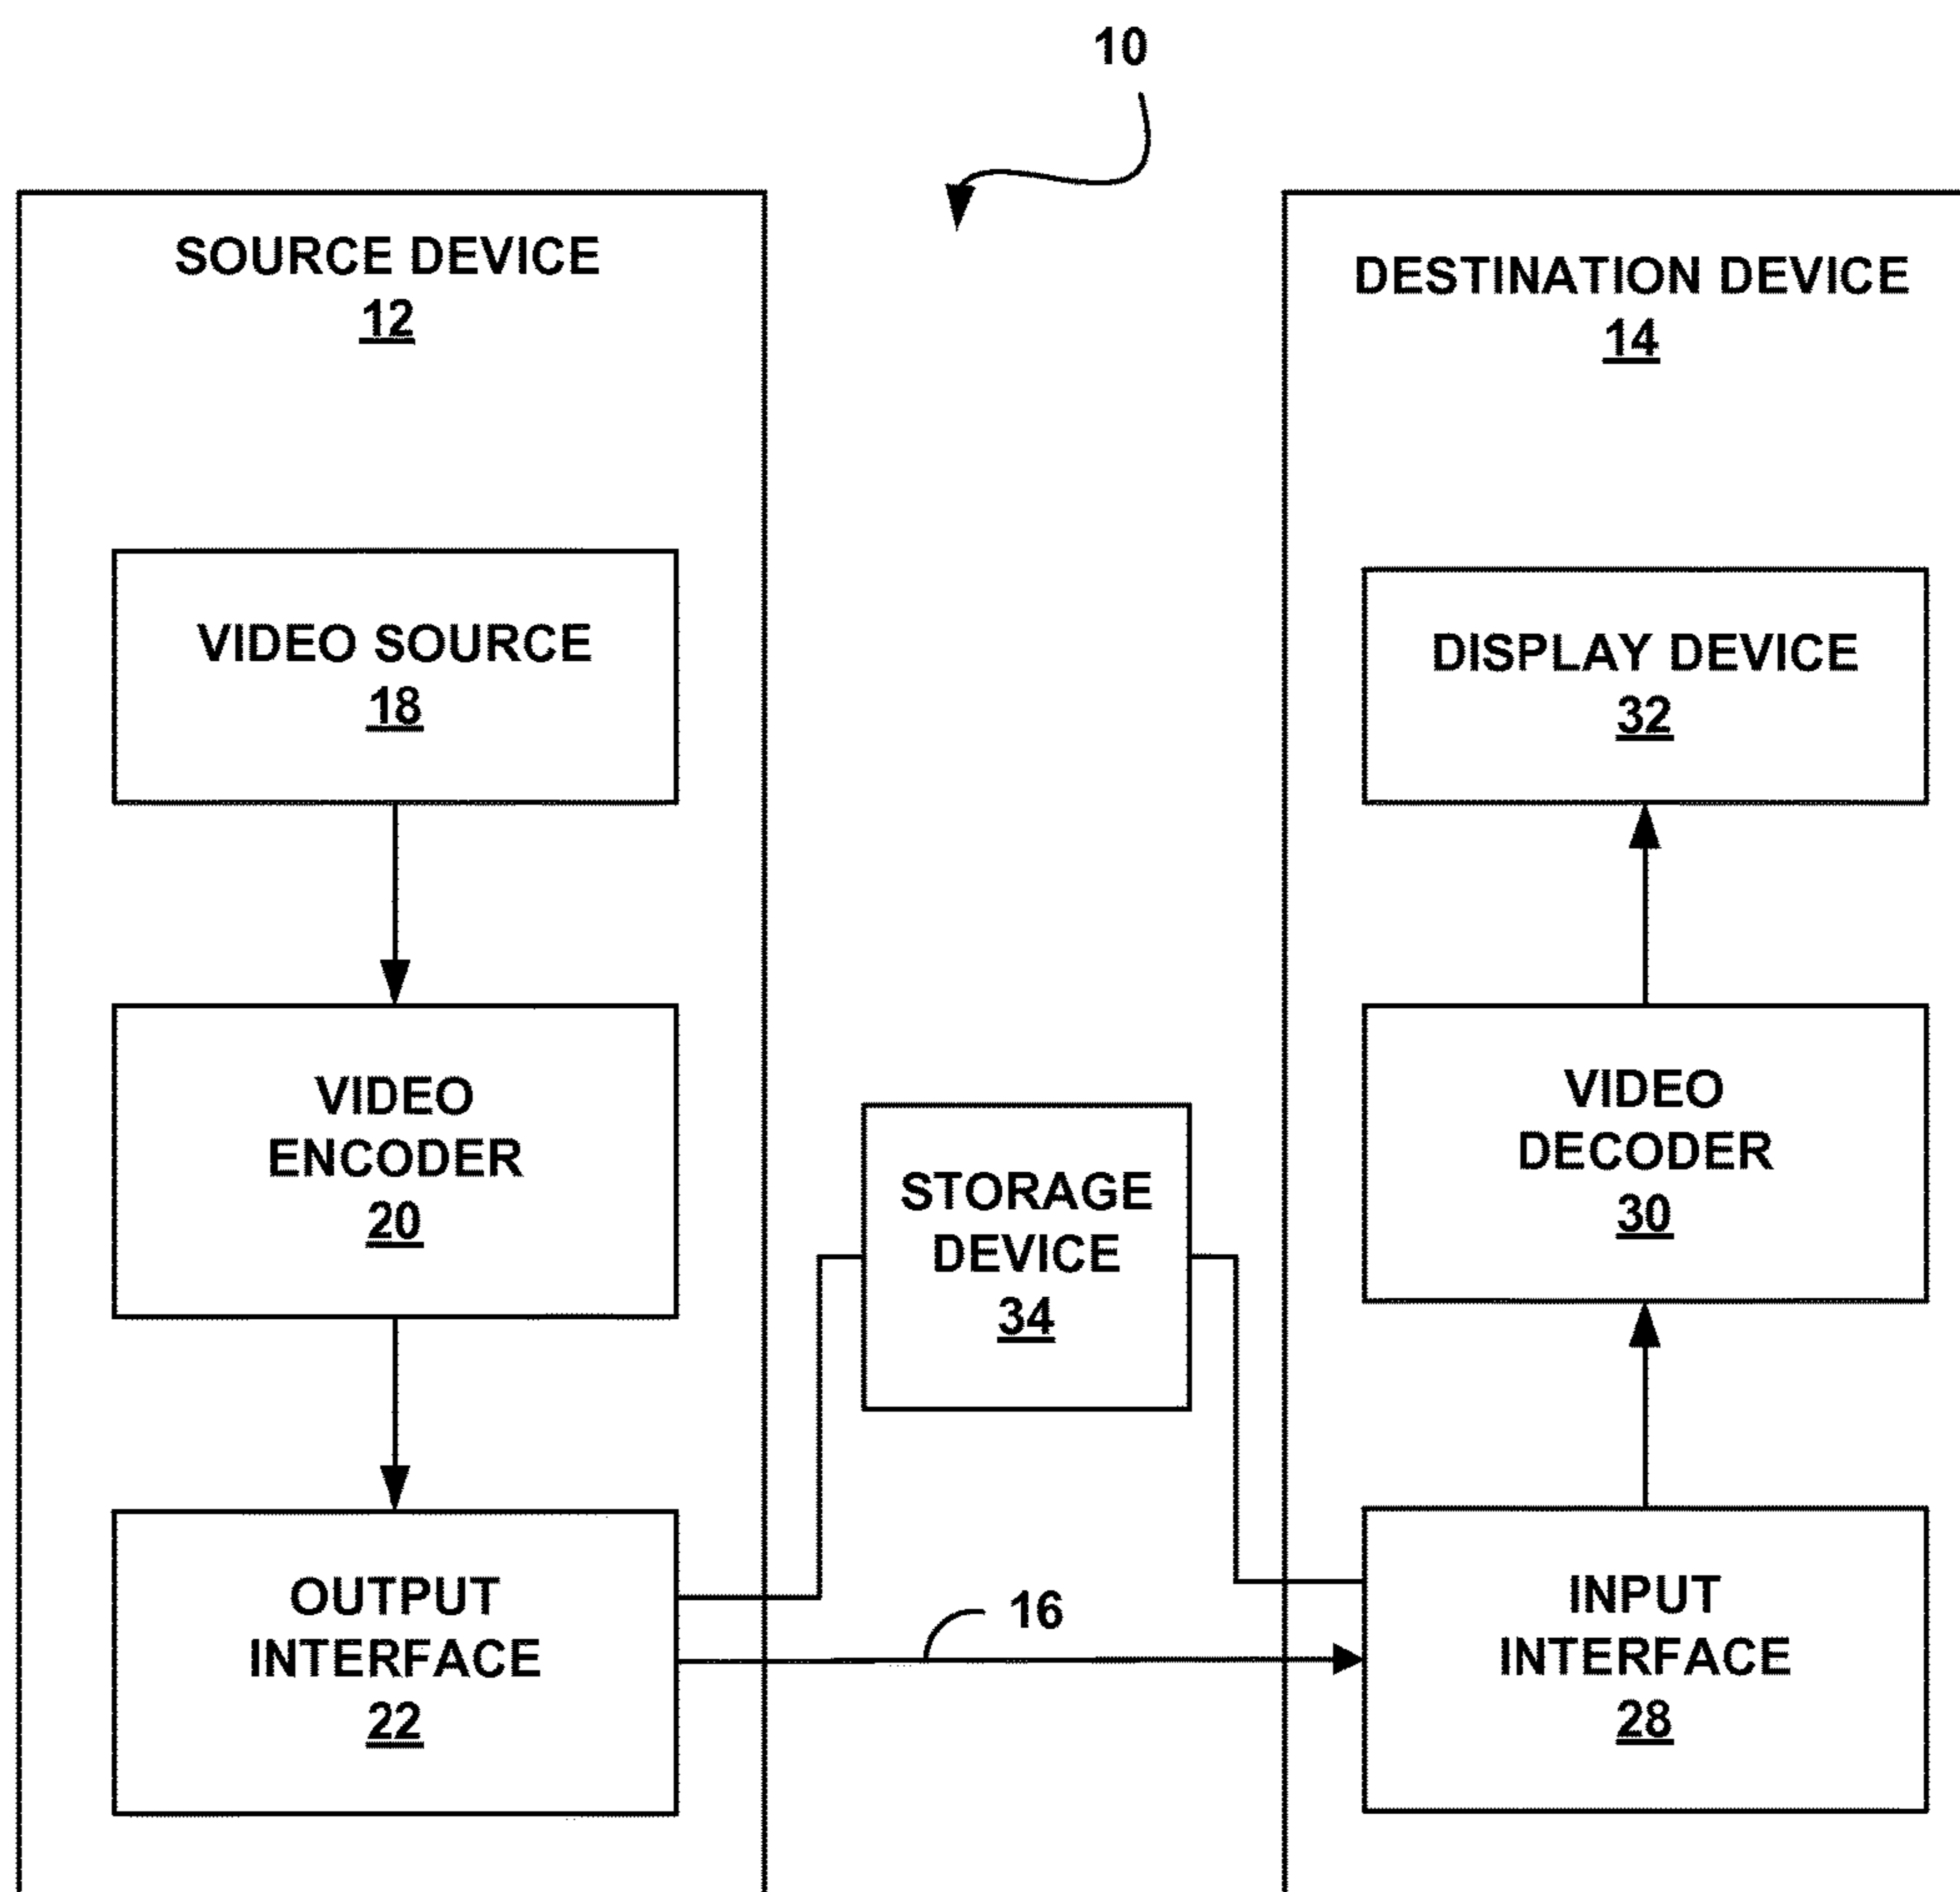 10
SOURCE DEVICE
12
VIDEO SOURCE
18
VIDEO
ENCODER
20
OUTPUT
INTERFACE
22
STORAGE
DEVICE
34
16
DESTINATION DEVICE
14
DISPLAY DEVICE
32
VIDEO
DECODER
30
INPUT
INTERFACE
28